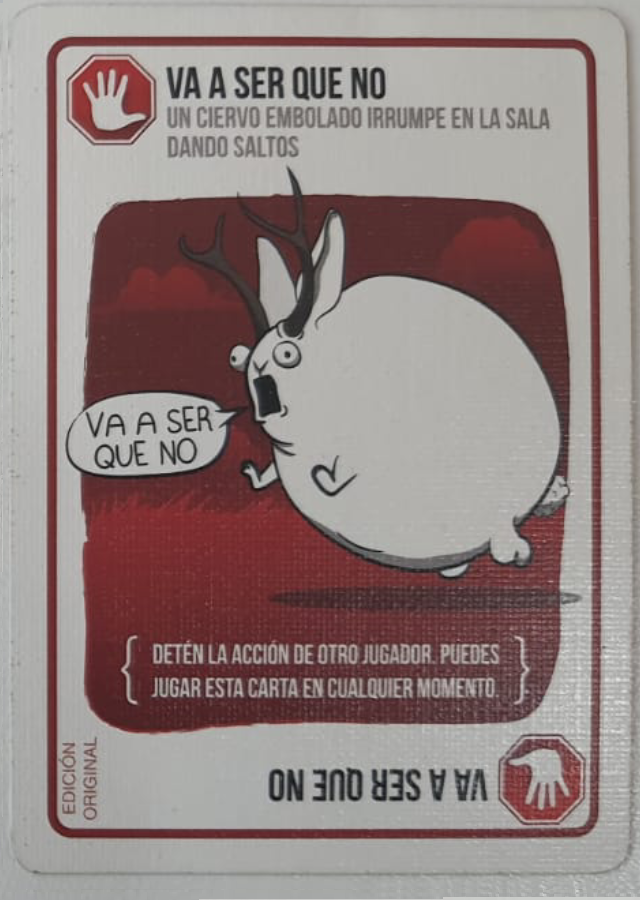 VA A SER QUE NO
UN CIERVO EMBOLADO IRRUMPE EN LA SALA
DANDO SALTOS
VA A SER
QUE NO
DETÉN LA ACCIÓN DE OTRO JUGADOR. PUEDES
JUGAR ESTA CARTA EN CUALQUIER MOMENTO.
EDICIÓN
ORIGINAL
VA A SER QUE NO